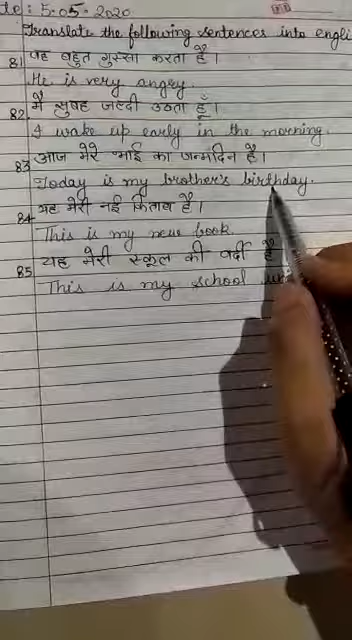 te: 5.05.2020
Translate the following sentences into engli
81 वह बहुत गुस्सा करता है।
He is very angry.
82. मैं सुबह जल्दी उठता हूँ।
I wake up early in the morning.
83 आज मेरे भाई का जन्मदिन है।
Today is my brother's birthday.
84 यह मेरी नई किताब है।
This is my new book.
85 यह मेरी स्कूल की वर्दी है
This is my school